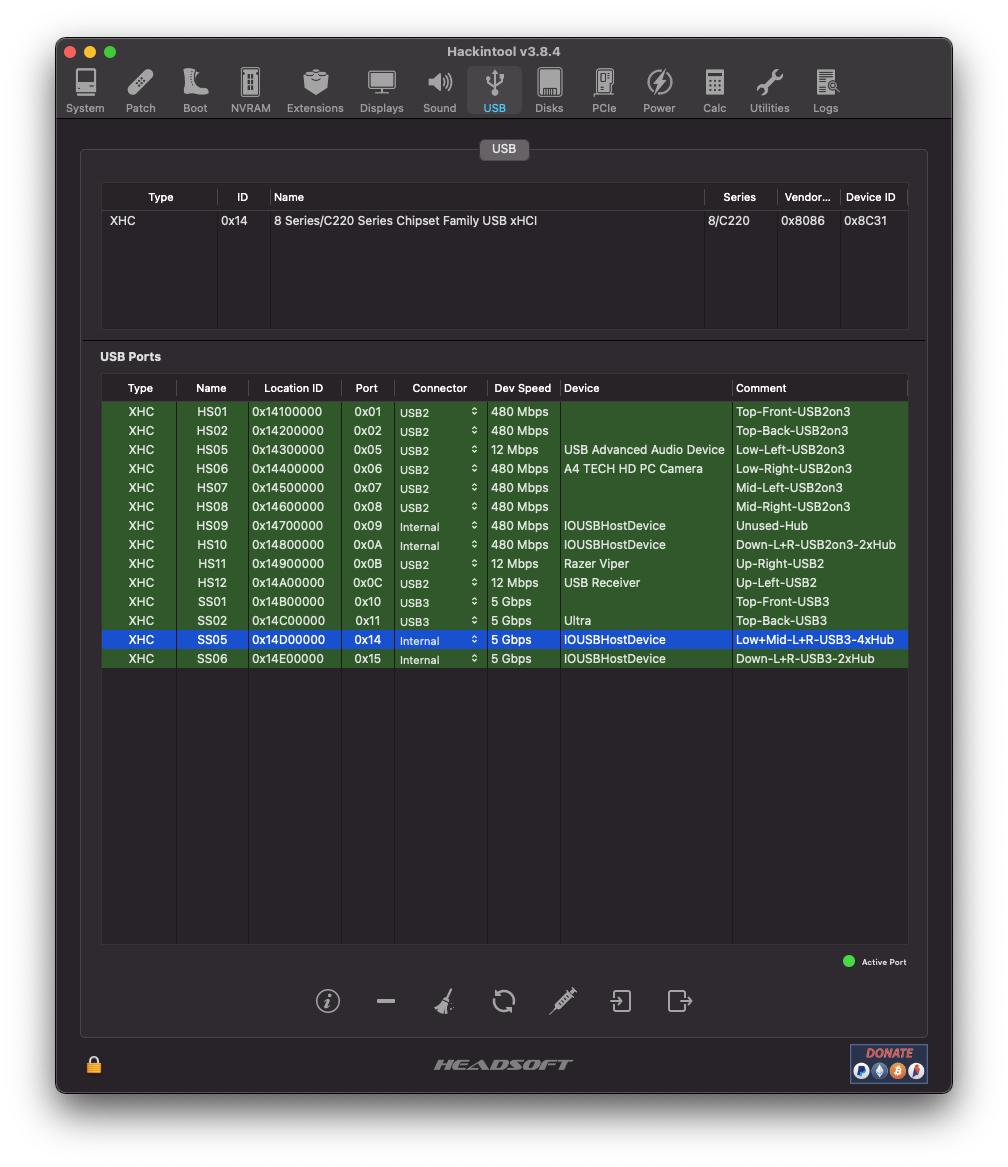 Hackintool v3.8.4
System Patch Boot NVRAM Extensions Displays Sound USB Disks PCIe Power Calc Utilities Logs
USB
Type ID Name Series Vendor... Device ID
XHC 0x14 8 Series/C220 Series Chipset Family USB xHCI 8/C220 0x8086 0x8C31
USB Ports
Type Name Location ID Port Connector Dev Speed Device Comment
XHC HS01 0x14100000 0x01 USB2 480 Mbps Top-Front-USB2on3
XHC HS02 0x14200000 0x02 USB2 480 Mbps Top-Back-USB2on3
XHC HS05 0x14300000 0x05 USB2 12 Mbps USB Advanced Audio Device Low-Left-USB2on3
XHC HS06 0x14400000 0x06 USB2 480 Mbps A4 TECH HD PC Camera Low-Right-USB2on3
XHC HS07 0x14500000 0x07 USB2 480 Mbps Mid-Left-USB2on3
XHC HS08 0x14600000 0x08 USB2 480 Mbps Mid-Right-USB2on3
XHC HS09 0x14700000 0x09 Internal 480 Mbps IOUSBHostDevice Unused-Hub
XHC HS10 0x14800000 0x0A Internal 480 Mbps IOUSBHostDevice Down-L+R-USB2on3-2xHub
XHC HS11 0x14900000 0x0B USB2 12 Mbps Razer Viper Up-Right-USB2
XHC HS12 0x14A00000 0x0C USB2 12 Mbps USB Receiver Up-Left-USB2
XHC SS01 0x14B00000 0x10 USB3 5 Gbps Top-Front-USB3
XHC SS02 0x14C00000 0x11 USB3 5 Gbps Ultra Top-Back-USB3
XHC SS05 0x14D00000 0x14 Internal 5 Gbps IOUSBHostDevice Low+Mid-L+R-USB3-4xHub
XHC SS06 0x14E00000 0x15 Internal 5 Gbps IOUSBHostDevice Down-L+R-USB3-2xHub
Active Port
HEADSOFT
DONATE